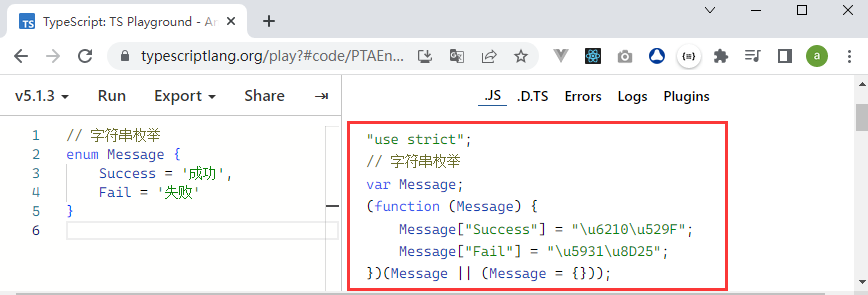 TypeScript: TS Playground - An
typescriptlang.org/play?#code/PTAEn...
a
v5.1.3 Run Export Share
.JS .D.TS Errors Logs Plugins
1 // 字符串枚举
2 enum Message {
3 Success = '成功',
4 Fail = '失败'
5 }
6
"use strict";
// 字符串枚举
var Message;
(function (Message) {
Message["Success"] = "\u6210\u529F";
Message["Fail"] = "\u5931\u8D25";
})(Message || (Message = {}));